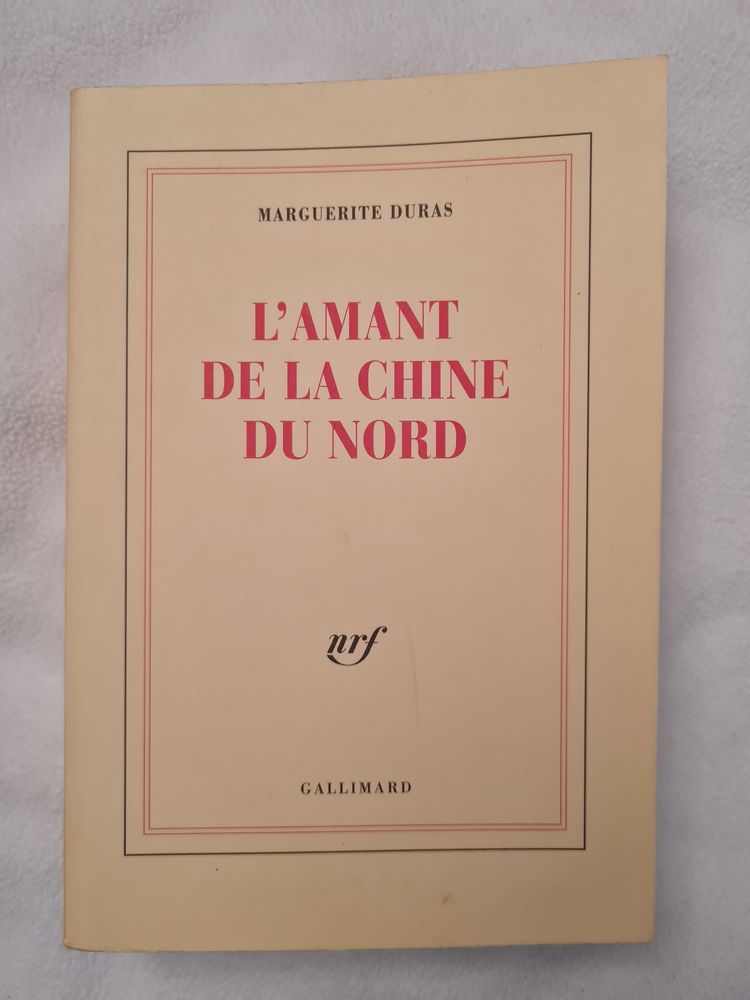 MARGUERITE DURAS
L’AMANT
DE LA CHINE
DU NORD
nrf
GALLIMARD